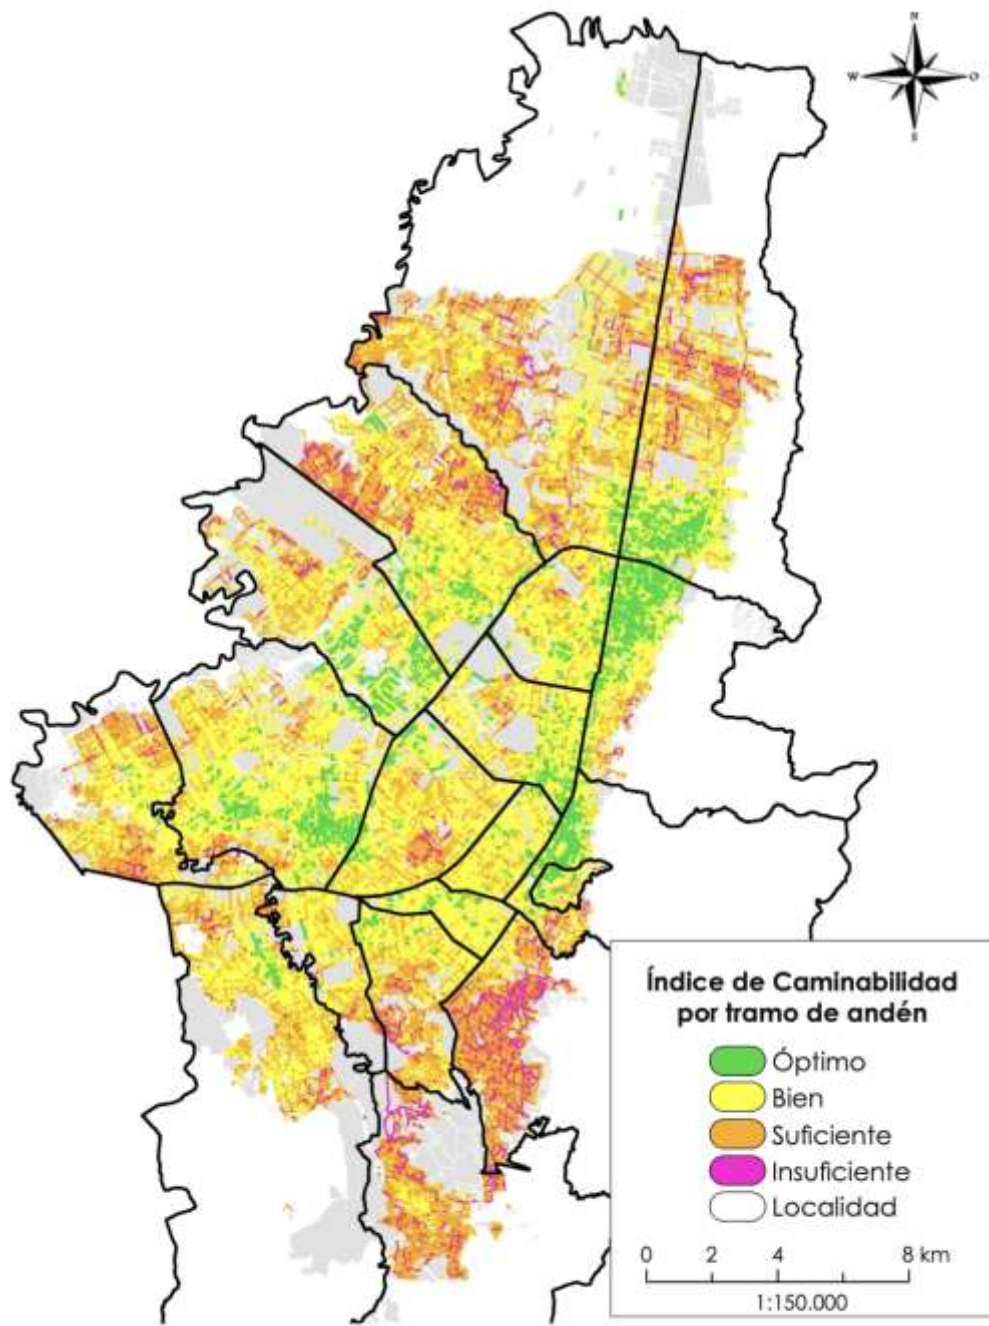 N
W O
S
Índice de Caminabilidad
por tramo de andén
Óptimo
Bien
Suficiente
Insuficiente
Localidad
0 2 4 8 km
1:150.000